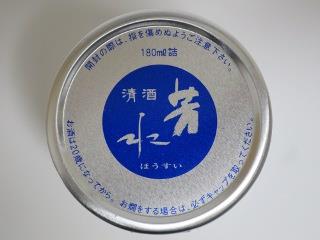 開封の際は、指を傷めぬようご注意下さい。
180ml詰
清酒
芳水
ほうすい
お酒は20歳になってから。お燗をする場合は、必ずキャップを取ってください。